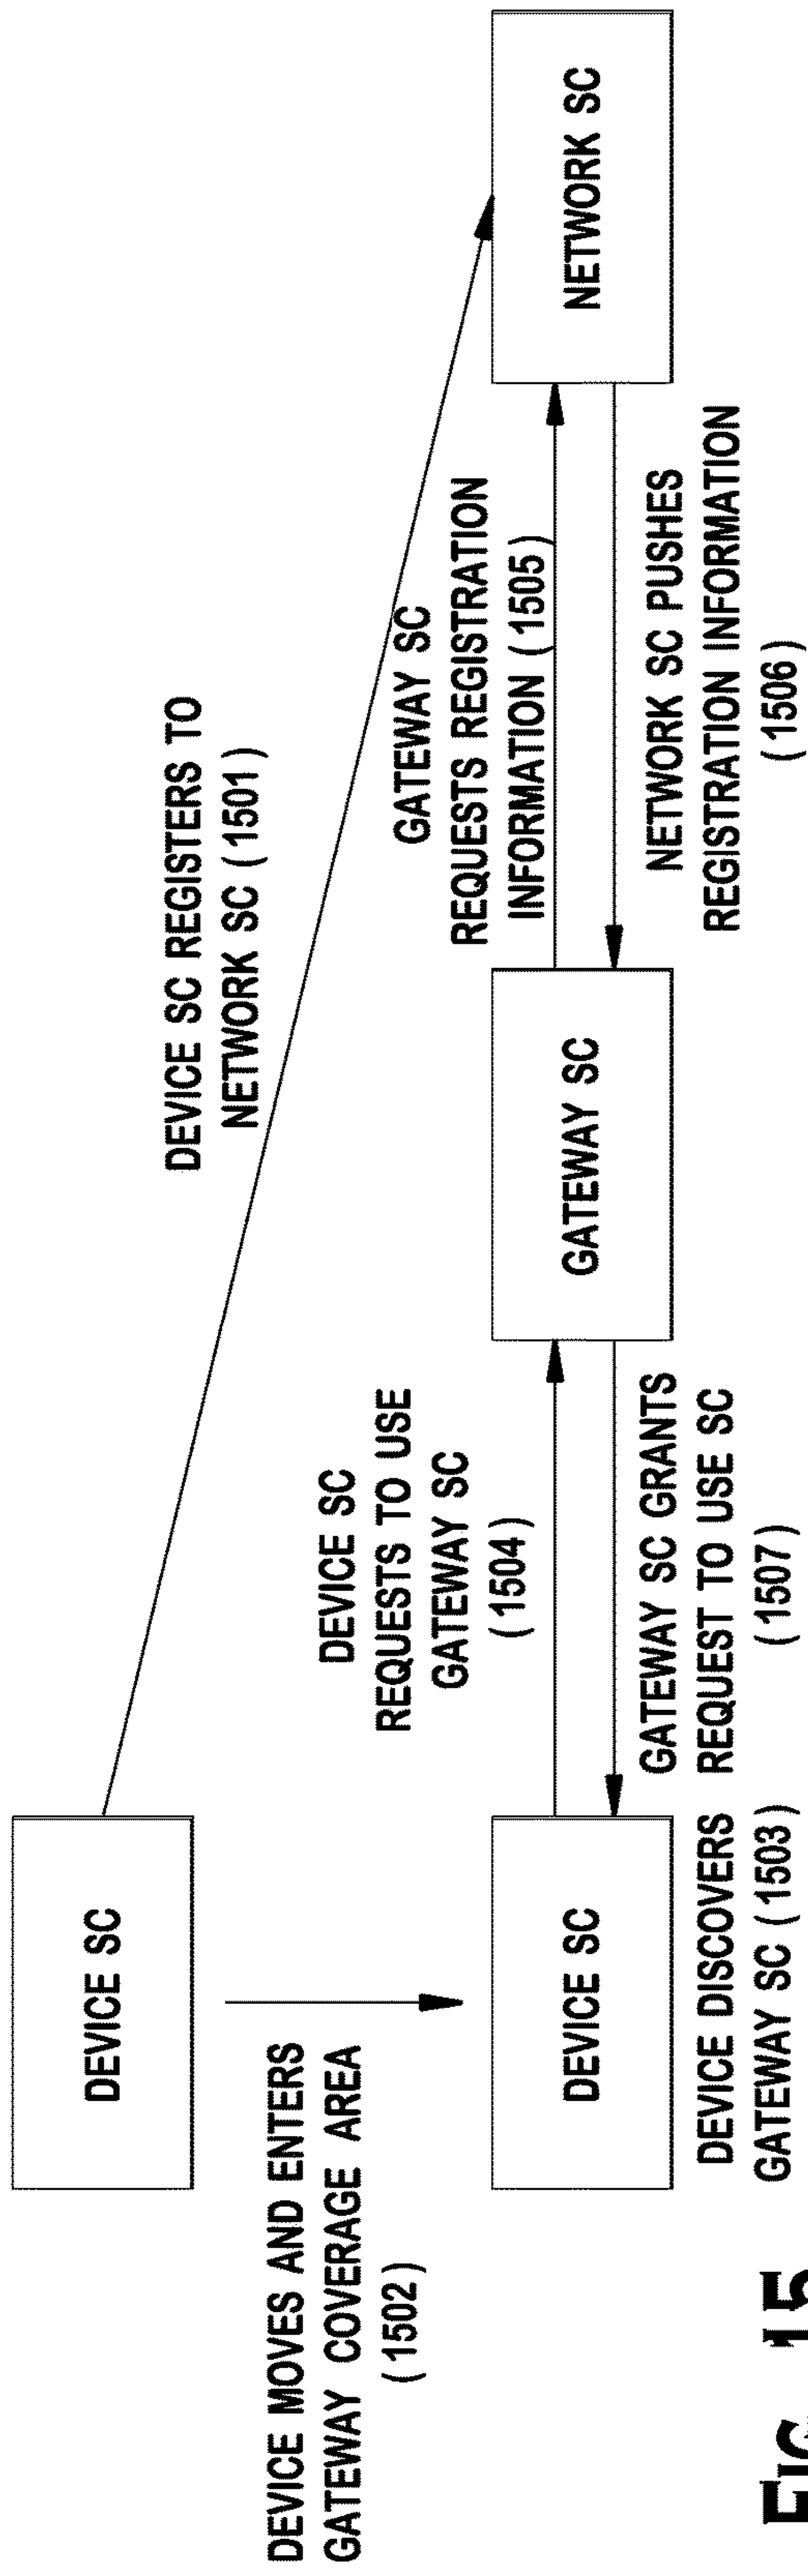 DEVICE SC
DEVICE SC REGISTERS TO
NETWORK SC (1501)
DEVICE MOVES AND ENTERS
GATEWAY COVERAGE AREA
(1502)
DEVICE SC
REQUESTS TO USE
GATEWAY SC
(1504)
GATEWAY SC
REQUESTS REGISTRATION
INFORMATION (1505)
DEVICE SC
GATEWAY SC
NETWORK SC
DEVICE DISCOVERS
GATEWAY SC (1503)
GATEWAY SC GRANTS
REQUEST TO USE SC
(1507)
NETWORK SC PUSHES
REGISTRATION INFORMATION
(1506)
FIG. 15